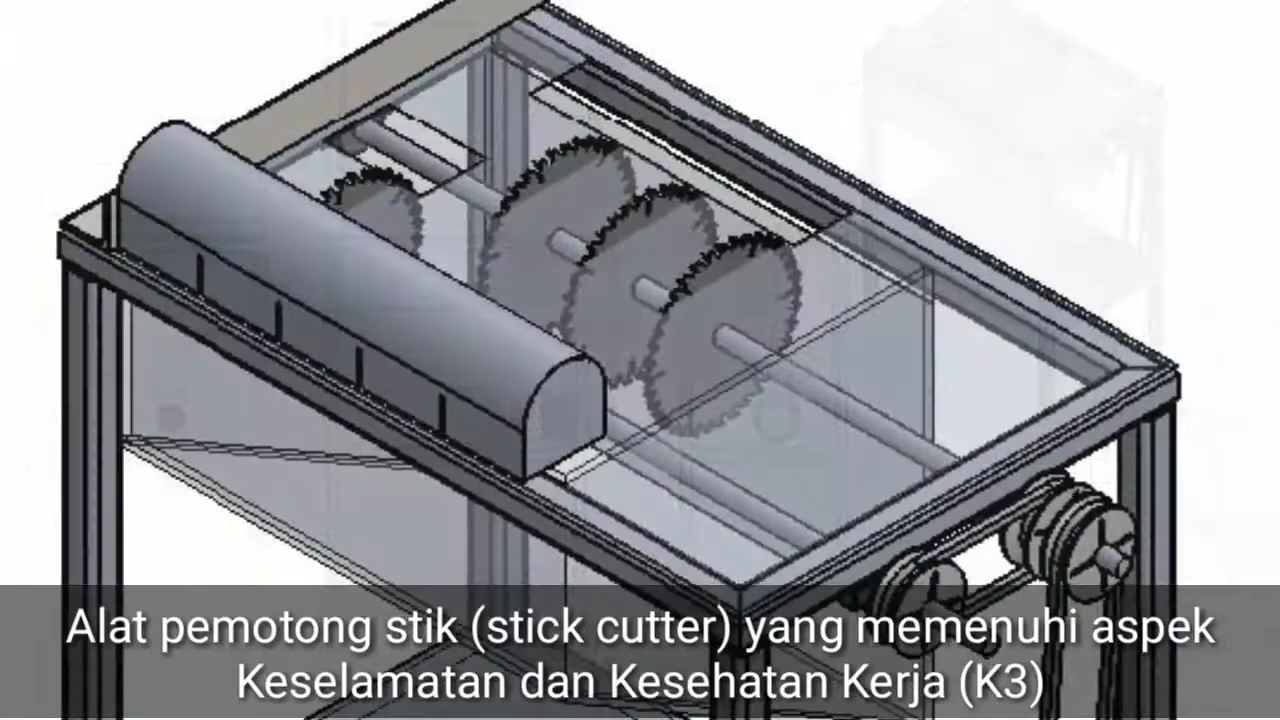 Alat pemotong stik (stick cutter) yang memenuhi aspek
Keselamatan dan Kesehatan Kerja (K3)